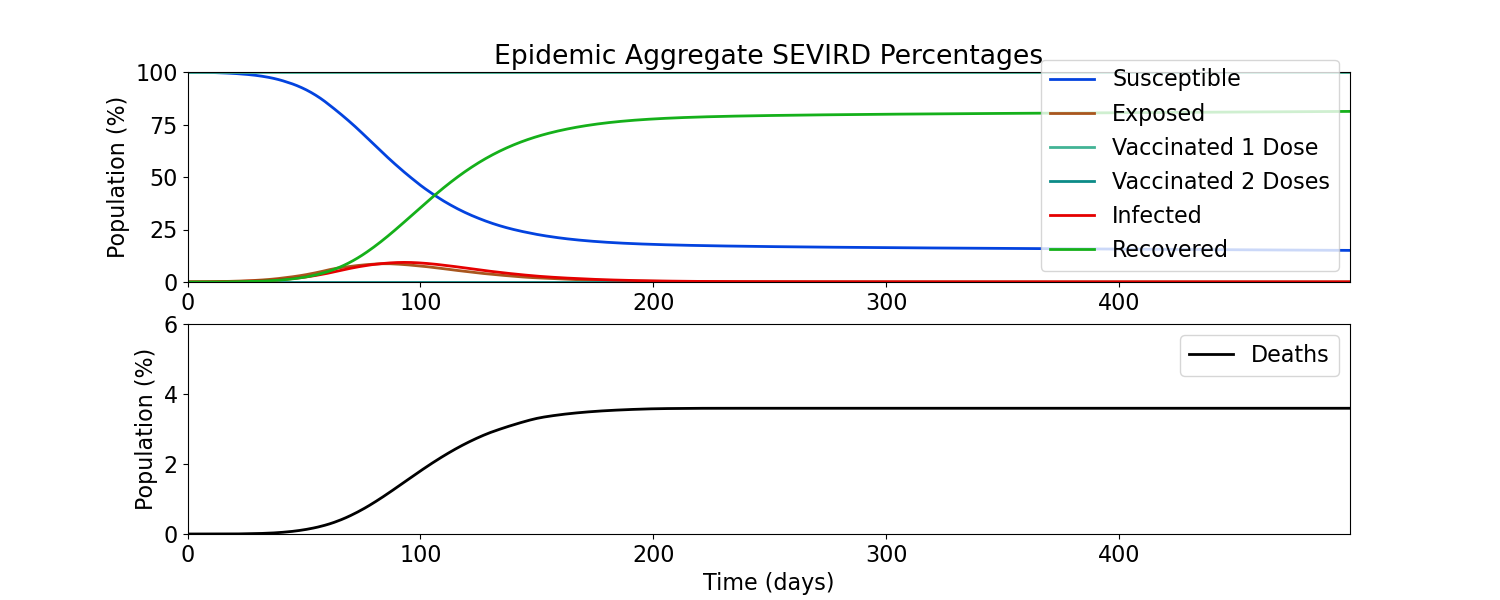 Epidemic Aggregate SEVIRD Percentages
100
75
50
25
0
Population (%)
Susceptible
Exposed
Vaccinated 1 Dose
Vaccinated 2 Doses
Infected
Recovered
0 100 200 300 400
6
4
2
0
Population (%)
Deaths
0 100 200 300 400
Time (days)